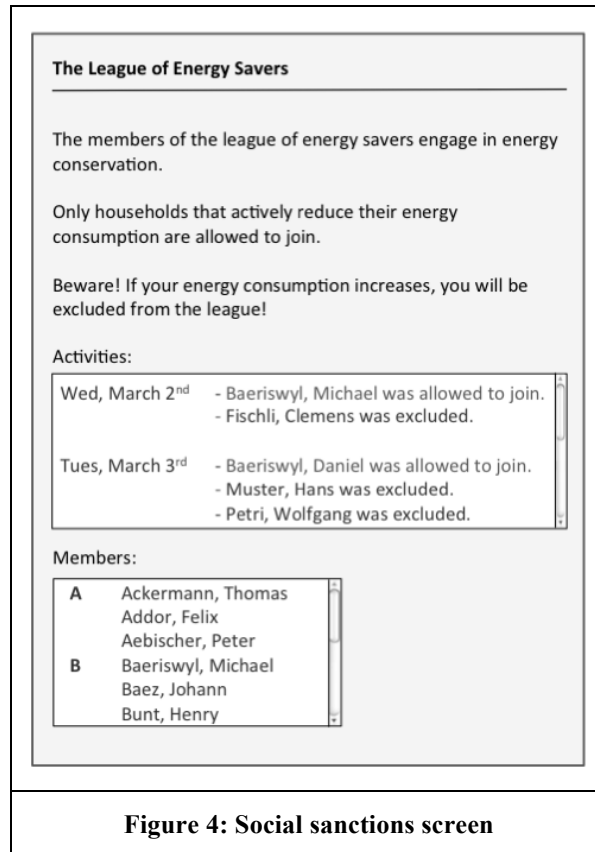 The League of Energy Savers
The members of the league of energy savers engage in energy
conservation.
Only households that actively reduce their energy
consumption are allowed to join.
Beware! If your energy consumption increases, you will be
excluded from the league!
Activities:
Wed, March 2nd - Baeriswyl, Michael was allowed to join.
- Fischli, Clemens was excluded.
Tues, March 3rd - Baeriswyl, Daniel was allowed to join.
- Muster, Hans was excluded.
- Petri, Wolfgang was excluded.
Members:
A Ackermann, Thomas
Addor, Felix
Aebischer, Peter
B Baeriswyl, Michael
Baez, Johann
Bunt, Henry
Figure 4: Social sanctions screen